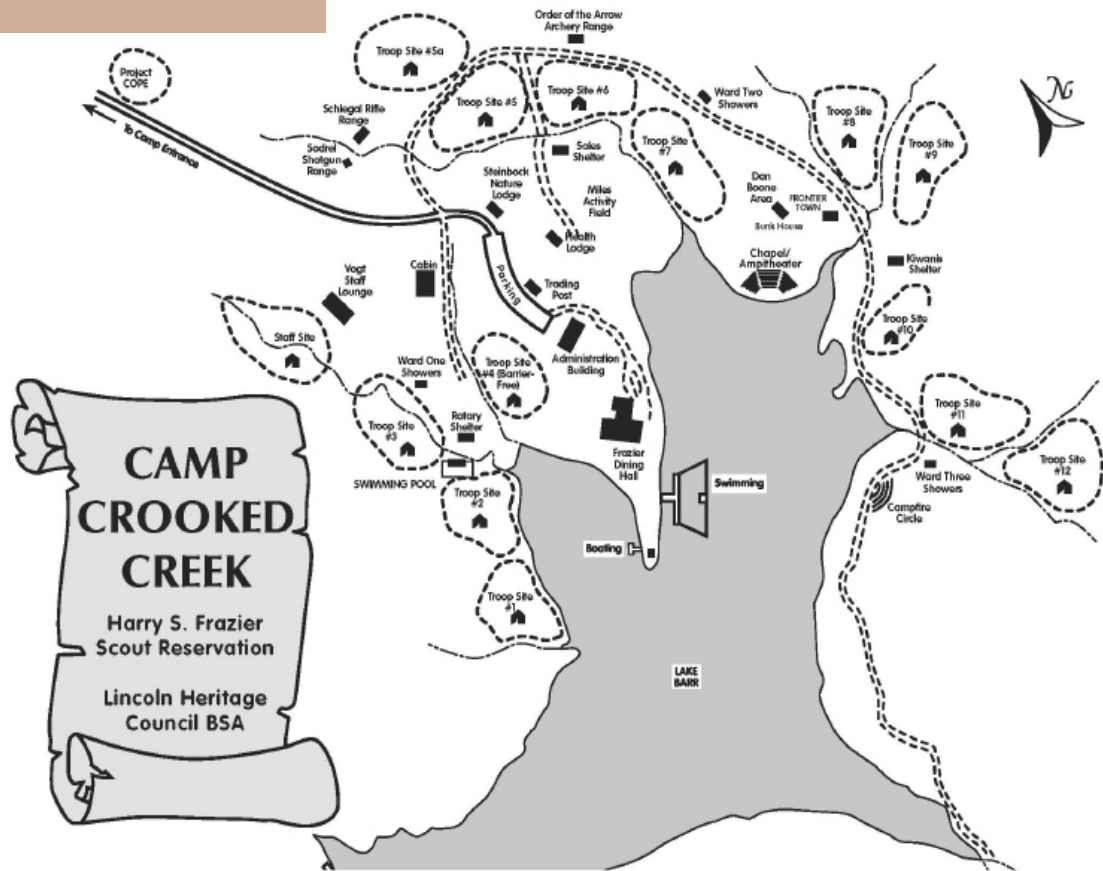 Order of the Arrow
Archery Range
Troop Site #5a
Project
COPE
To Camp Entrance
Schlegal Rifle
Range
Sadrel
Shotgun
Range
Troop Site #5
Troop Site #6
Ward Two
Showers
Troop Site
#7
Troop Site
#8
Troop Site
#9
N
Sales
Shelter
Steinbock
Nature
Lodge
Miles
Activity
Field
Health
Lodge
Dan
Boone
Area
FRONTIER
TOWN
Bunk House
Chapel/
Ampitheater
Kiwanis
Shelter
Troop Site
#10
Vogt
Staff
Lounge
Cabin
Parking
Trading
Post
Administration
Building
Staff Site
Ward One
Showers
Troop Site
#4 (Barrier-
Free)
Troop Site
#3
Rotary
Shelter
SWIMMING POOL
Troop Site
#2
Frazier
Dining
Hall
Swimming
Boating
Troop Site
#1
Troop Site
#11
Troop Site
#12
Ward Three
Showers
Campfire
Circle
LAKE
BARR
CAMP
CROOKED
CREEK
Harry S. Frazier
Scout Reservation
Lincoln Heritage
Council BSA